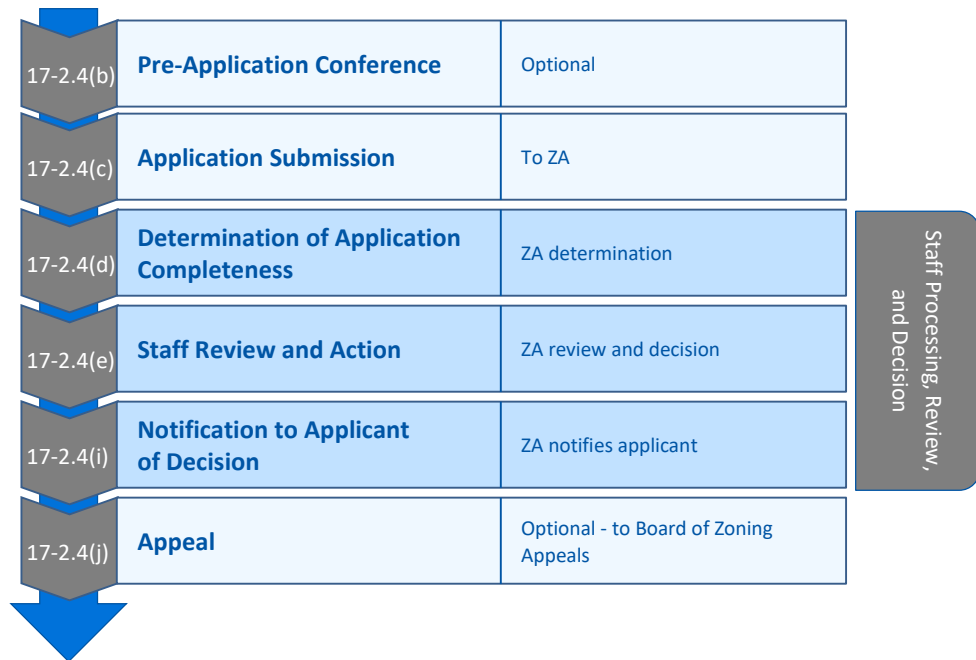 17-2.4(b)
Pre-Application Conference
Optional
17-2.4(c)
Application Submission
To ZA
17-2.4(d)
Determination of Application
Completeness
ZA determination
17-2.4(e)
Staff Review and Action
ZA review and decision
17-2.4(i)
Notification to Applicant
of Decision
ZA notifies applicant
17-2.4(j)
Appeal
Optional - to Board of Zoning
Appeals
Staff Processing, Review,
and Decision